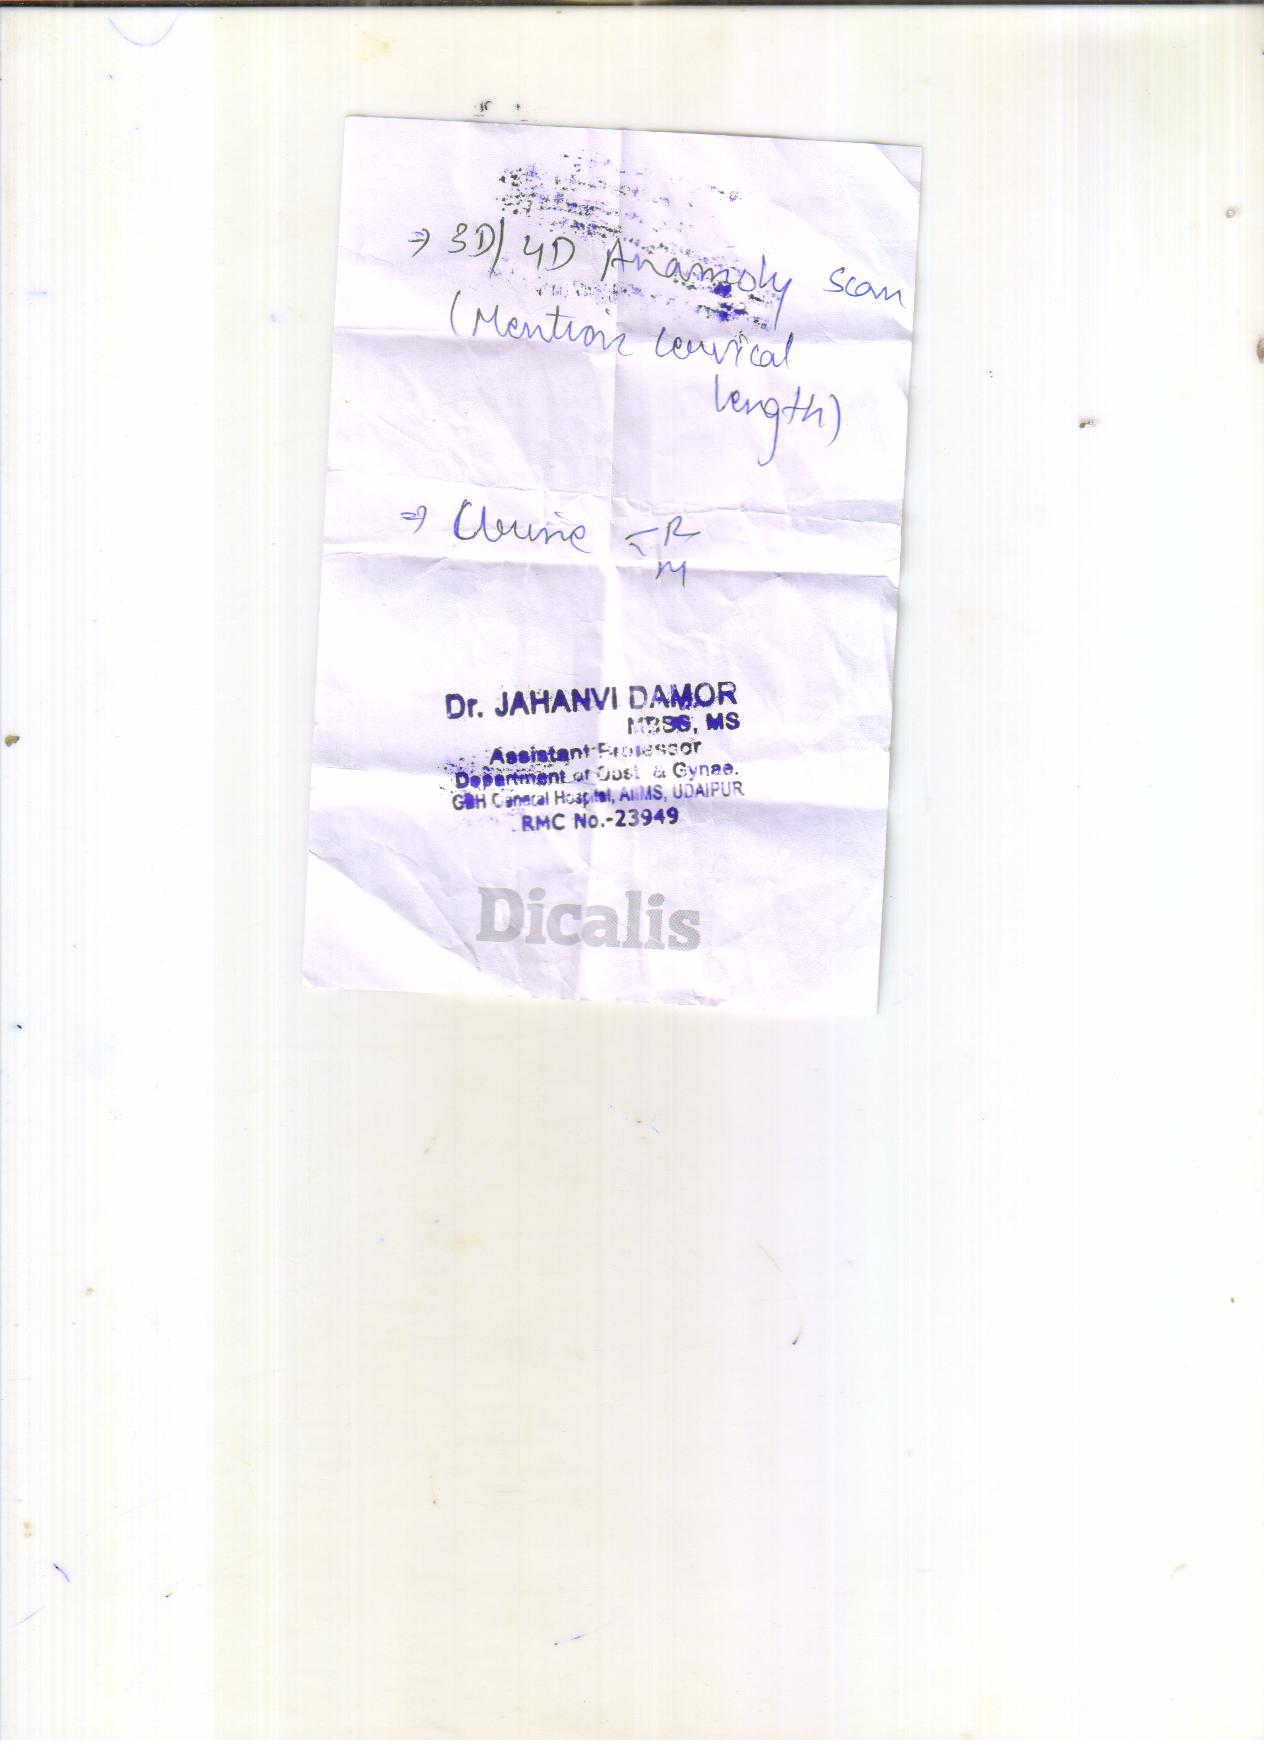 ⇒ 3D/4D Anamoly scan
(Mention cervical
length)
⇒ Urine < R
M
Dr. JAHANVI DAMOR
MBBS, MS
Assistant Professor
Department of Obst. & Gynae.
GBH General Hospital, AIIMS, UDAIPUR
RMC No.-23949
Dicalis